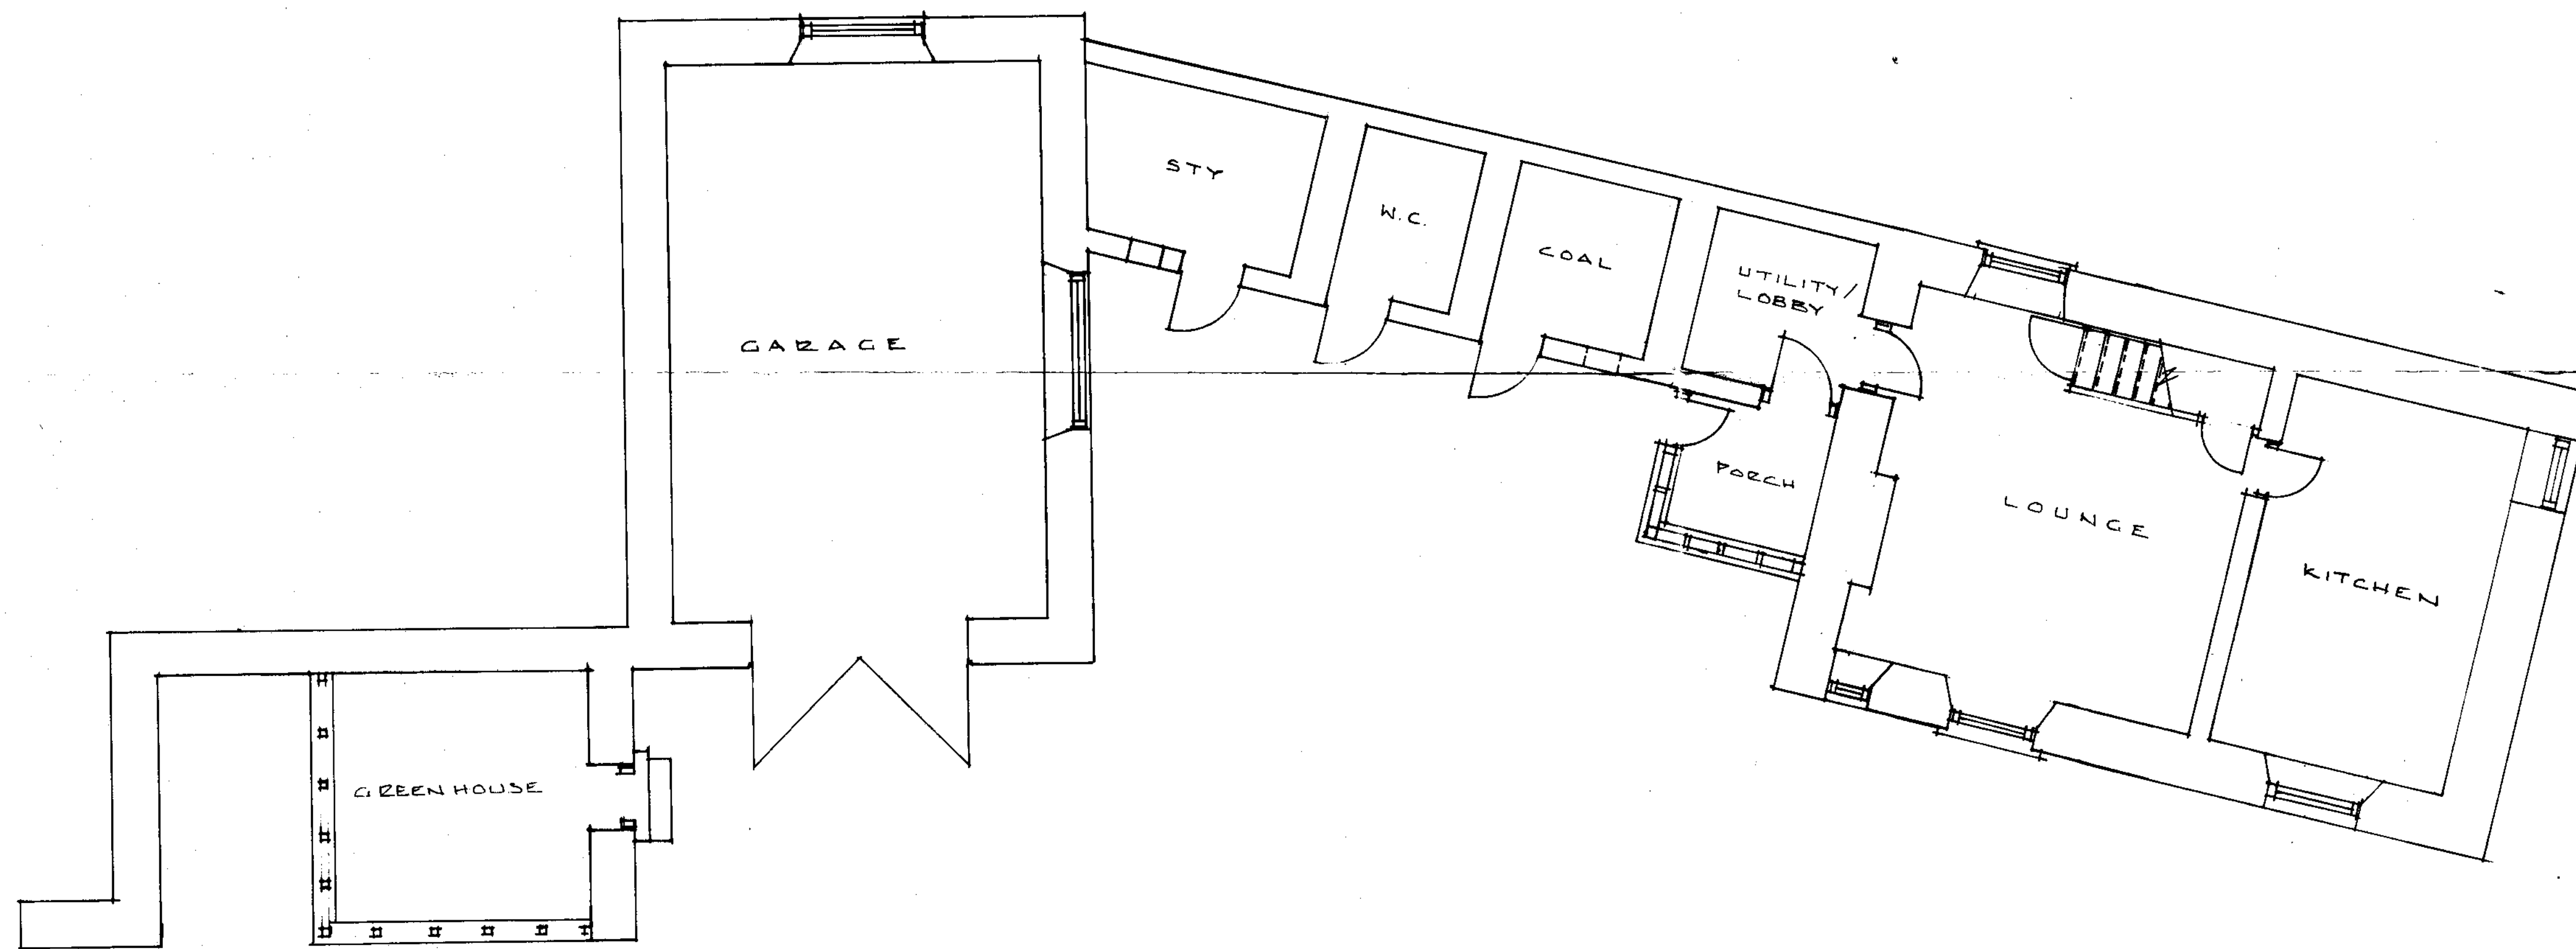 STY
W.C.
COAL
UTILITY/
LOBBY
GARAGE
PORCH
LOUNGE
KITCHEN
GREENHOUSE